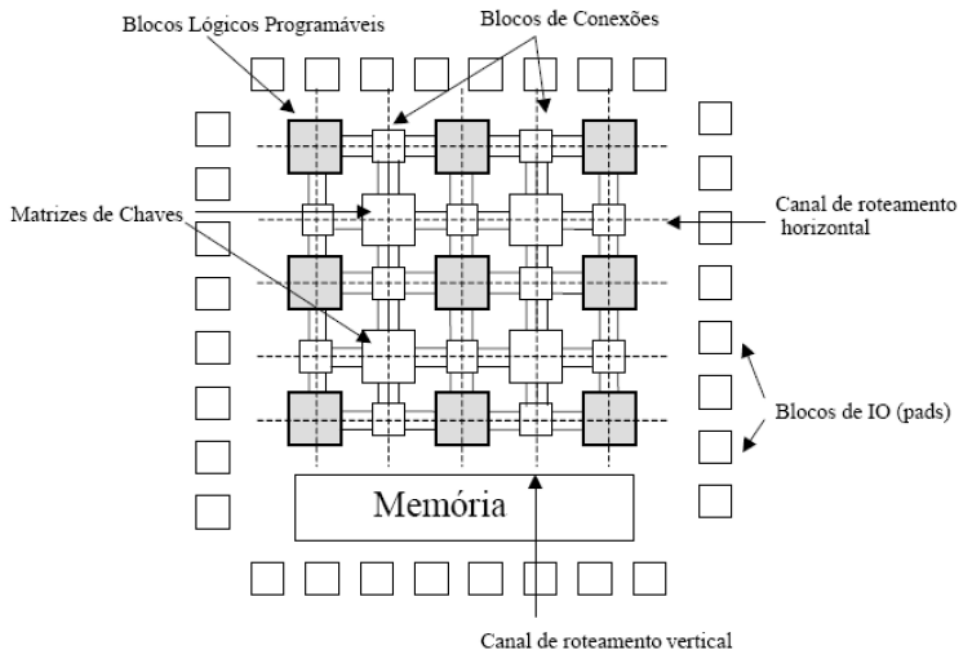 Blocos Lógicos Programáveis
Blocos de Conexões
Matrizes de Chaves
Canal de roteamento
horizontal
Blocos de IO (pads)
Memória
Canal de roteamento vertical